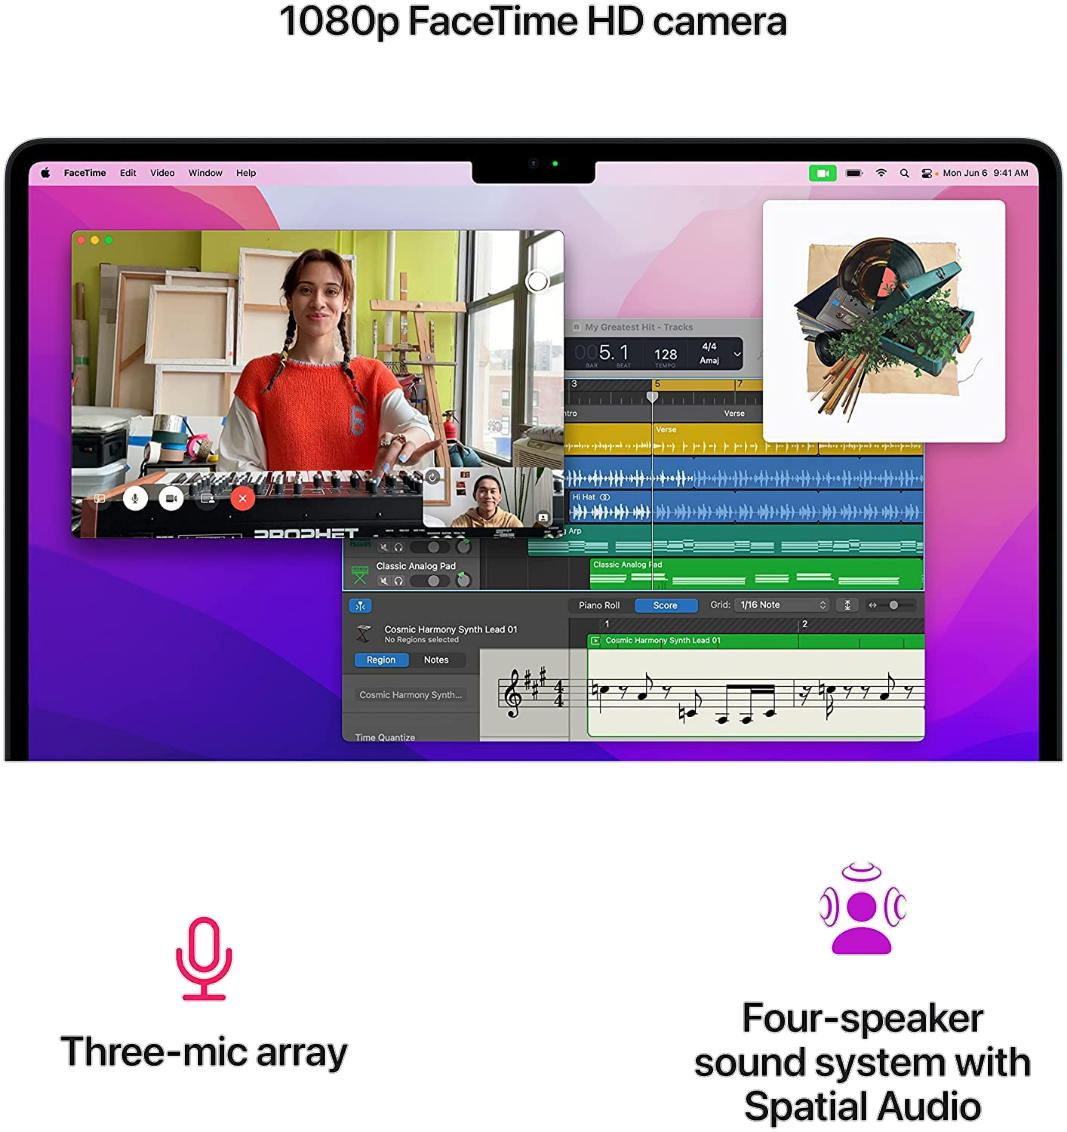 1080p FaceTime HD camera
FaceTime Edit Video Window Help
Mon Jun 6 9:41 AM
My Greatest Hit - Tracks
005. 1 128 4/4
Amaj
BAR BEAT TEMPO
3 5 7
Verse
Verse
Hi Hat
Arp
PROPHET
Classic Analog Pad
Classic Analog Pad
Piano Roll Score Grid: 1/16 Note
1 2
Cosmic Harmony Synth Lead 01
No Regions selected
Cosmic Harmony Synth Lead 01
Region Notes
Cosmic Harmony Synth...
Time Quantize
Three-mic array
Four-speaker
sound system with
Spatial Audio